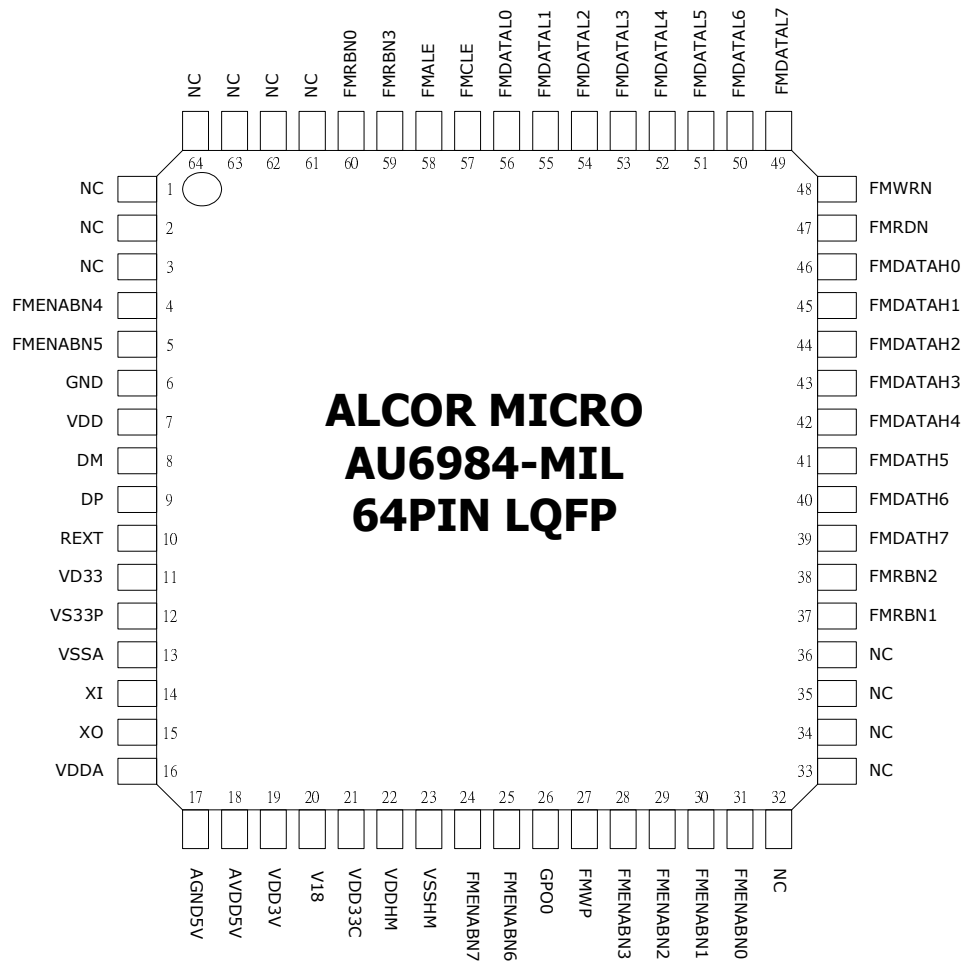 NC
NC
NC
NC
FMRBN0
FMRBN3
FMALE
FMCLE
FMDATAL0
FMDATAL1
FMDATAL2
FMDATAL3
FMDATAL4
FMDATAL5
FMDATAL6
FMDATAL7
64 63 62 61 60 59 58 57 56 55 54 53 52 51 50 49
NC 1 48 FMWRN
NC 2 47 FMRDN
NC 3 46 FMDATAH0
FMENABN4 4 45 FMDATAH1
FMENABN5 5 44 FMDATAH2
GND 6 43 FMDATAH3
VDD 7 42 FMDATAH4
DM 8 41 FMDATH5
DP 9 40 FMDATH6
REXT 10 39 FMDATH7
VD33 11 38 FMRBN2
VS33P 12 37 FMRBN1
VSSA 13 36 NC
XI 14 35 NC
XO 15 34 NC
VDDA 16 33 NC
ALCOR MICRO
AU6984-MIL
64PIN LQFP
17 18 19 20 21 22 23 24 25 26 27 28 29 30 31 32
AGND5V
AVDD5V
VDD3V
V18
VDD33C
VDDHM
VSSHM
FMENABN7
FMENABN6
GPO0
FMWP
FMENABN3
FMENABN2
FMENABN1
FMENABN0
NC